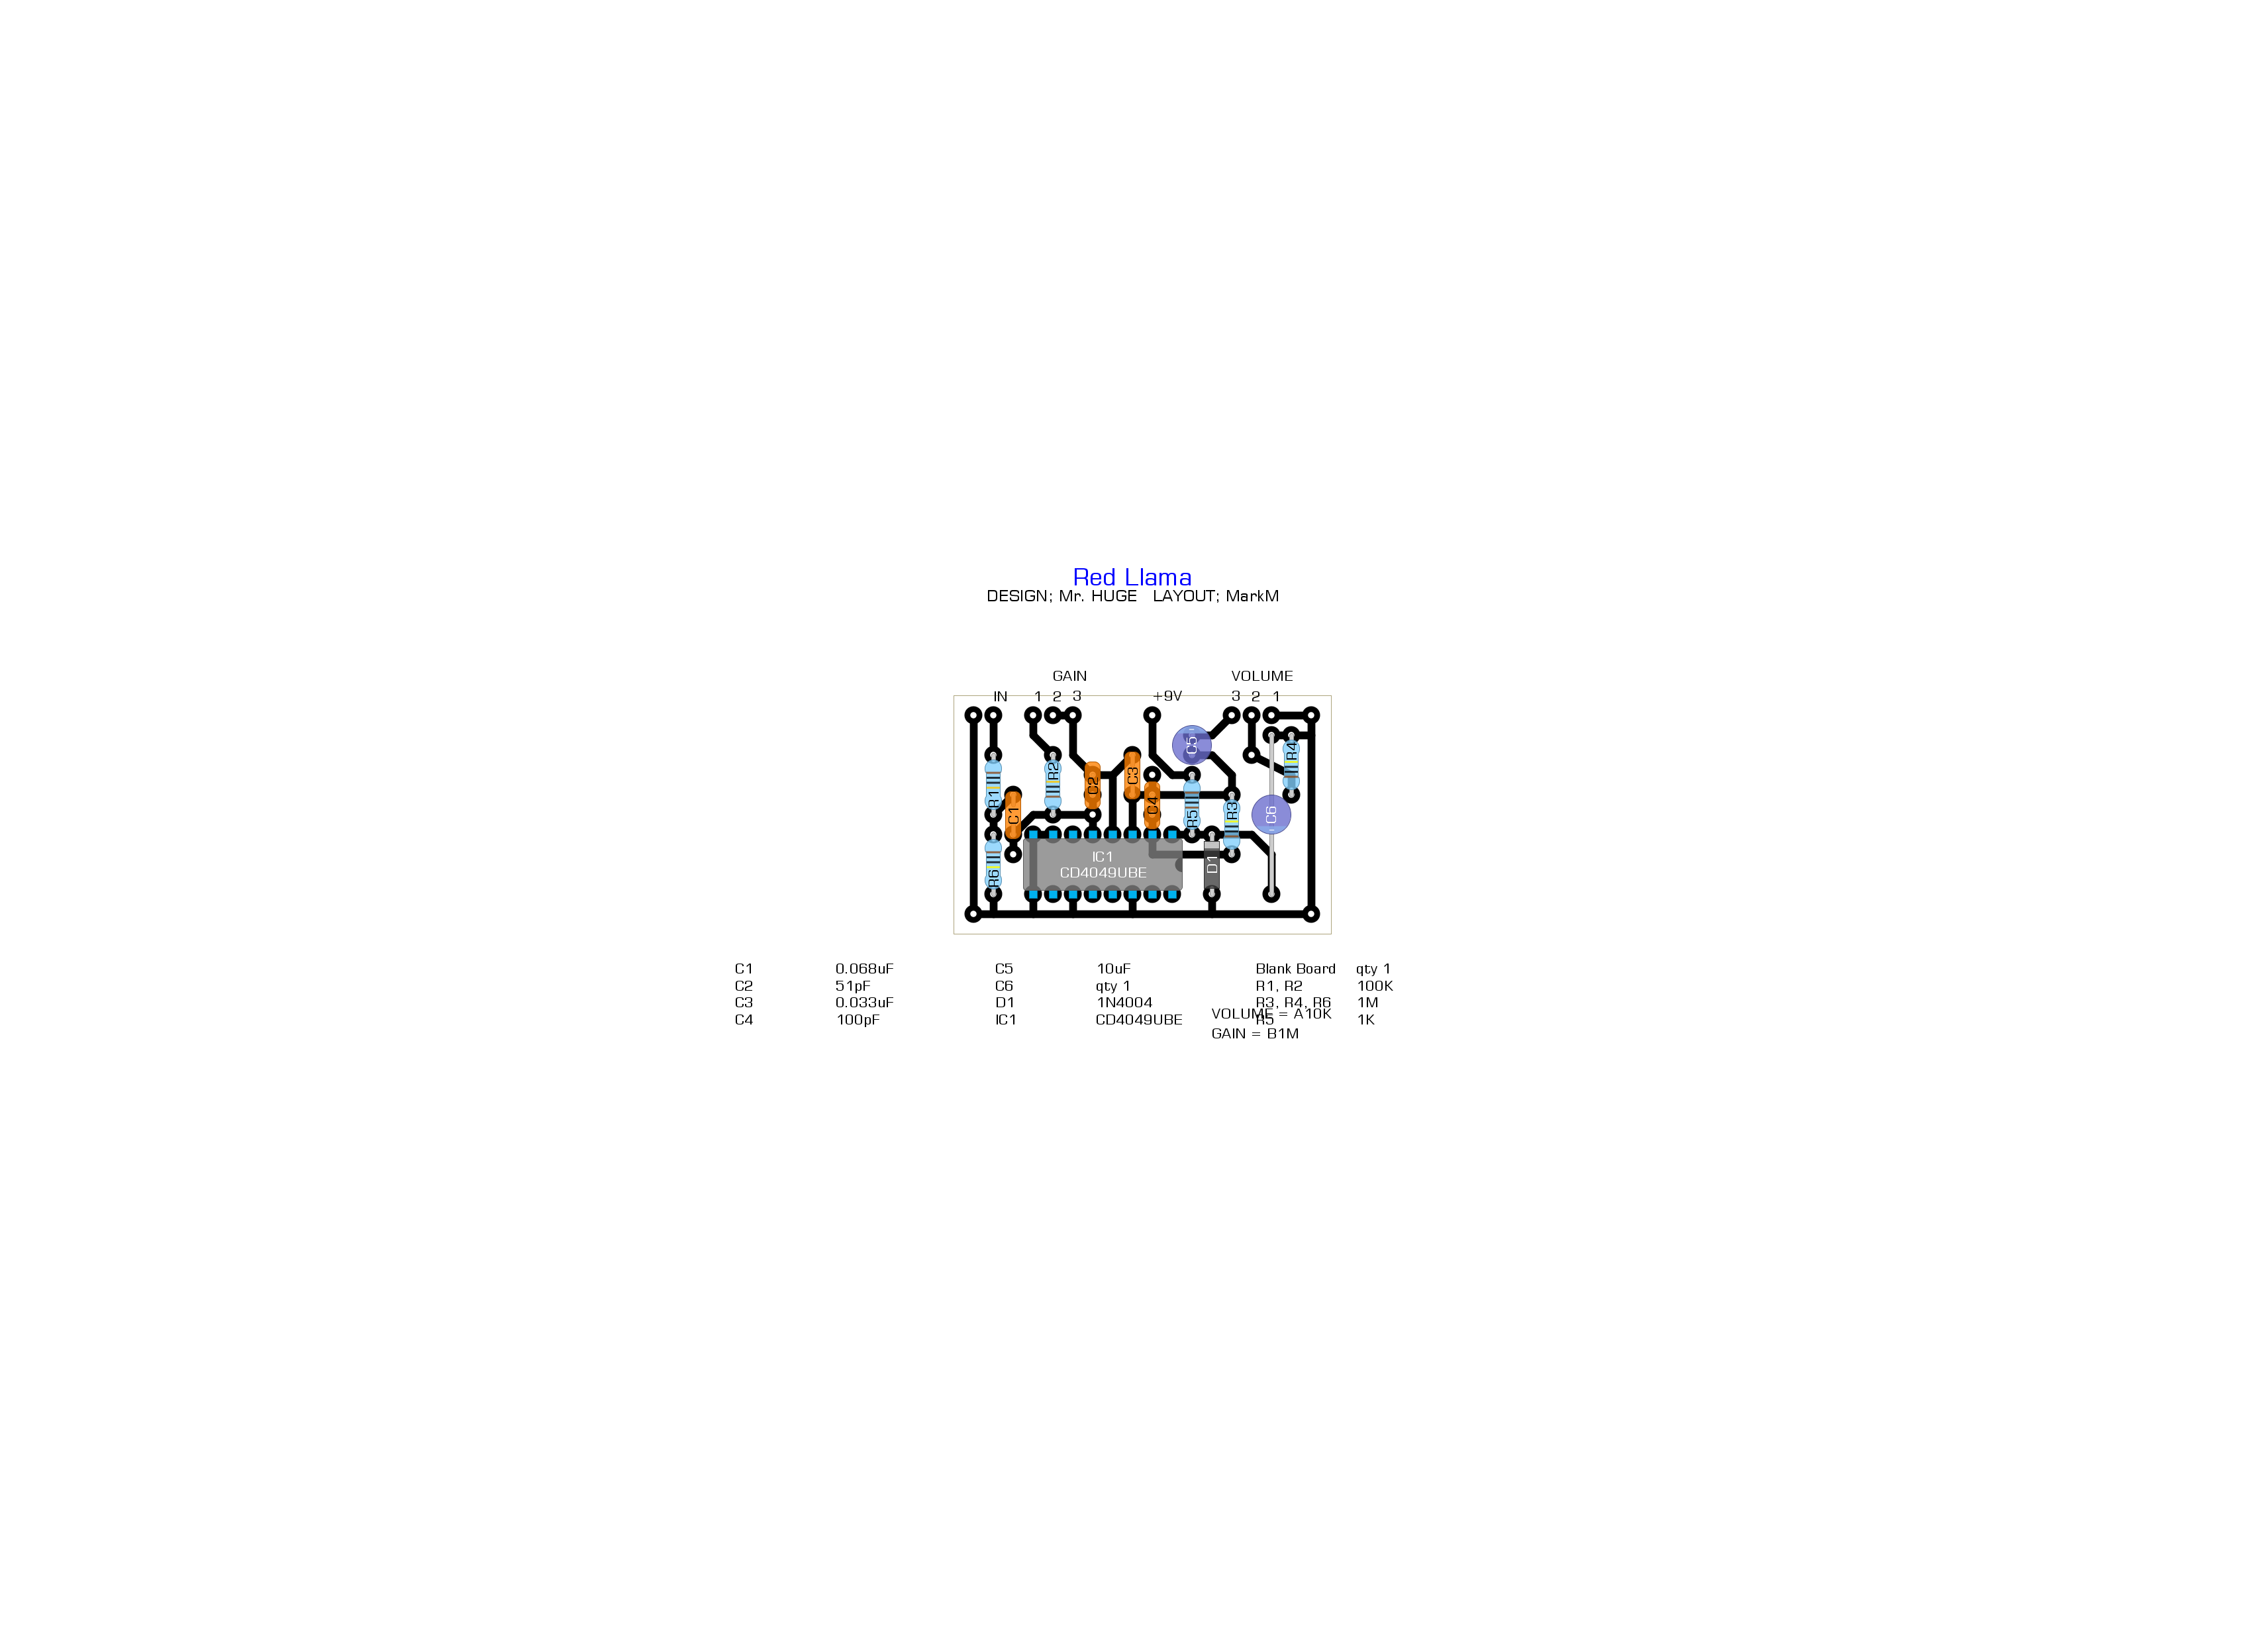 Red Llama
DESIGN; Mr. HUGE LAYOUT; MarkM
GAIN VOLUME
IN 1 2 3 +9V 3 2 1
C5
R4
R2
C3
C2
R1
C4
C1
R5
R3
C6
IC1
CD4049UBE
D1
R6
C1 0.068uF C5 10uF Blank Board qty 1
C2 51pF C6 qty 1 R1, R2 100K
C3 0.033uF D1 1N4004 R3, R4, R6 1M
VOLUME = A10K
C4 100pF IC1 CD4049UBE R5 1K
GAIN = B1M